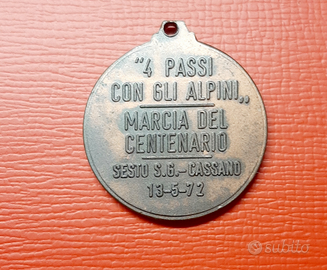 "4 PASSI
CON GLI ALPINI„
MARCIA DEL
CENTENARIO
SESTO S.G.-CASSANO
13-5-72
subito